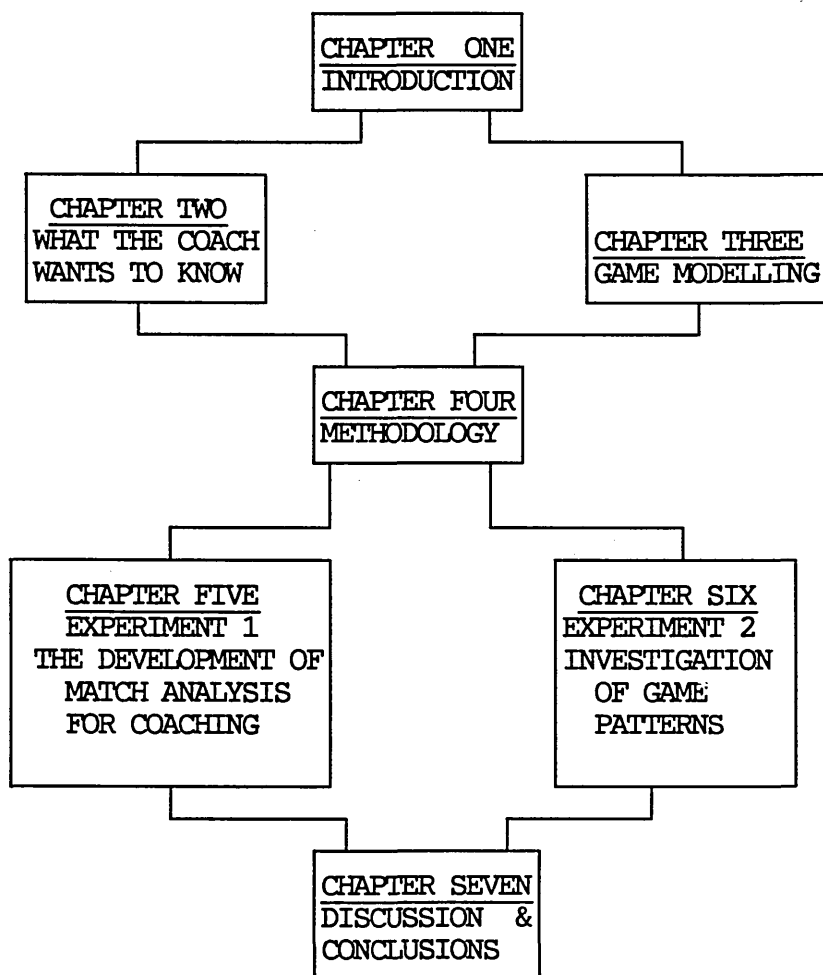 CHAPTER ONE
INTRODUCTION
CHAPTER TWO
WHAT THE COACH
WANTS TO KNOW
CHAPTER THREE
GAME MODELLING
CHAPTER FOUR
METHODOLOGY
CHAPTER FIVE
EXPERIMENT 1
THE DEVELOPMENT OF
MATCH ANALYSIS
FOR COACHING
CHAPTER SIX
EXPERIMENT 2
INVESTIGATION
OF GAME
PATTERNS
CHAPTER SEVEN
DISCUSSION &
CONCLUSIONS